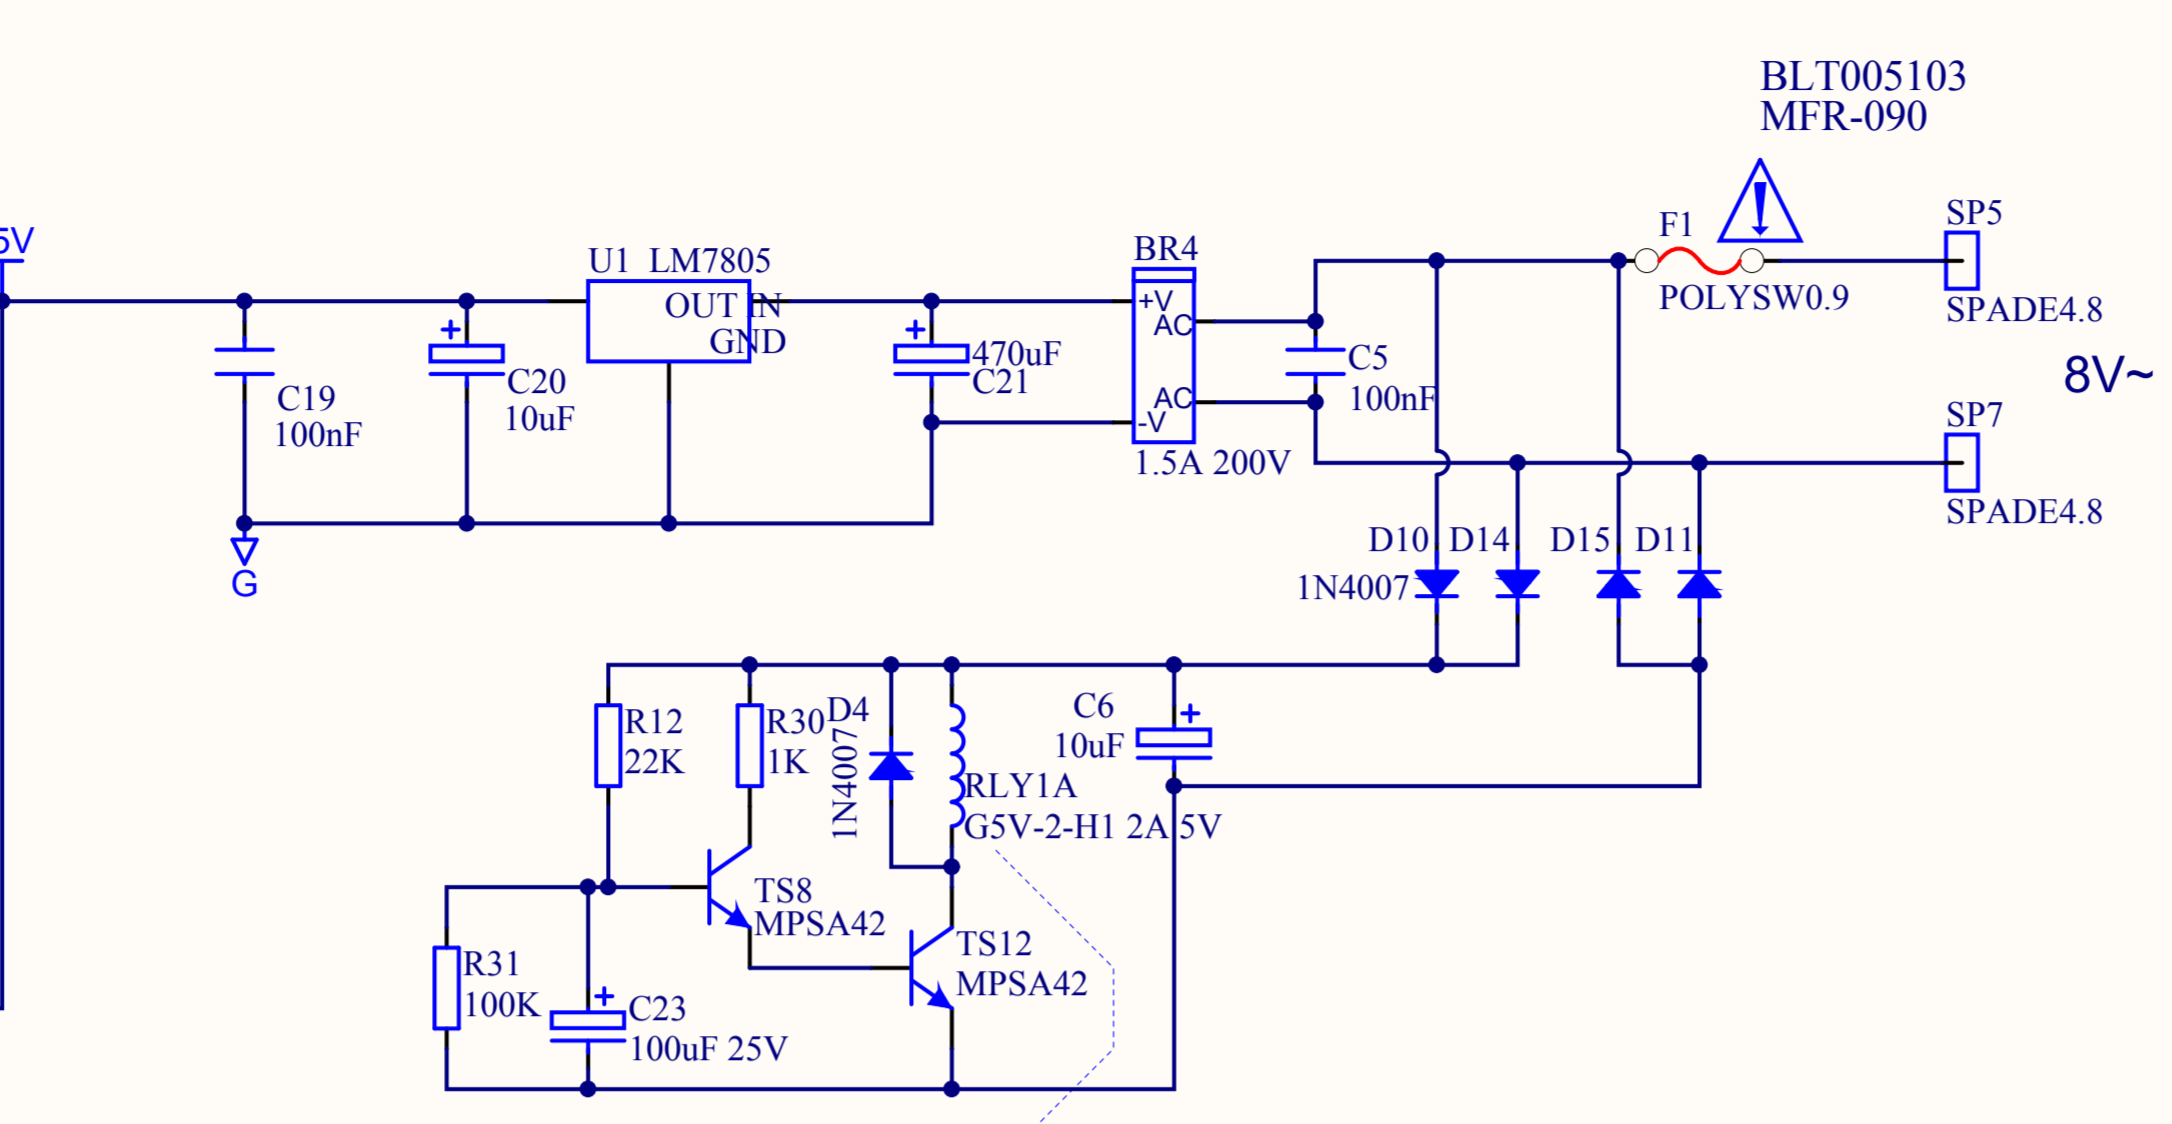 BLT005103
MFR-090
F1
SP5
POLYSW0.9
SPADE4.8
8V~
SP7
SPADE4.8
5V
U1 LM7805
OUT IN
GND
BR4
+V
AC
AC
-V
1.5A 200V
C19
100nF
+
C20
10uF
+
470uF
C21
C5
100nF
G
D10
D14
D15
D11
1N4007
R12
22K
R30
1K
D4
1N4007
RLY1A
G5V-2-H1 2A 5V
C6
+
10uF
TS8
MPSA42
TS12
MPSA42
R31
100K
+
C23
100uF 25V